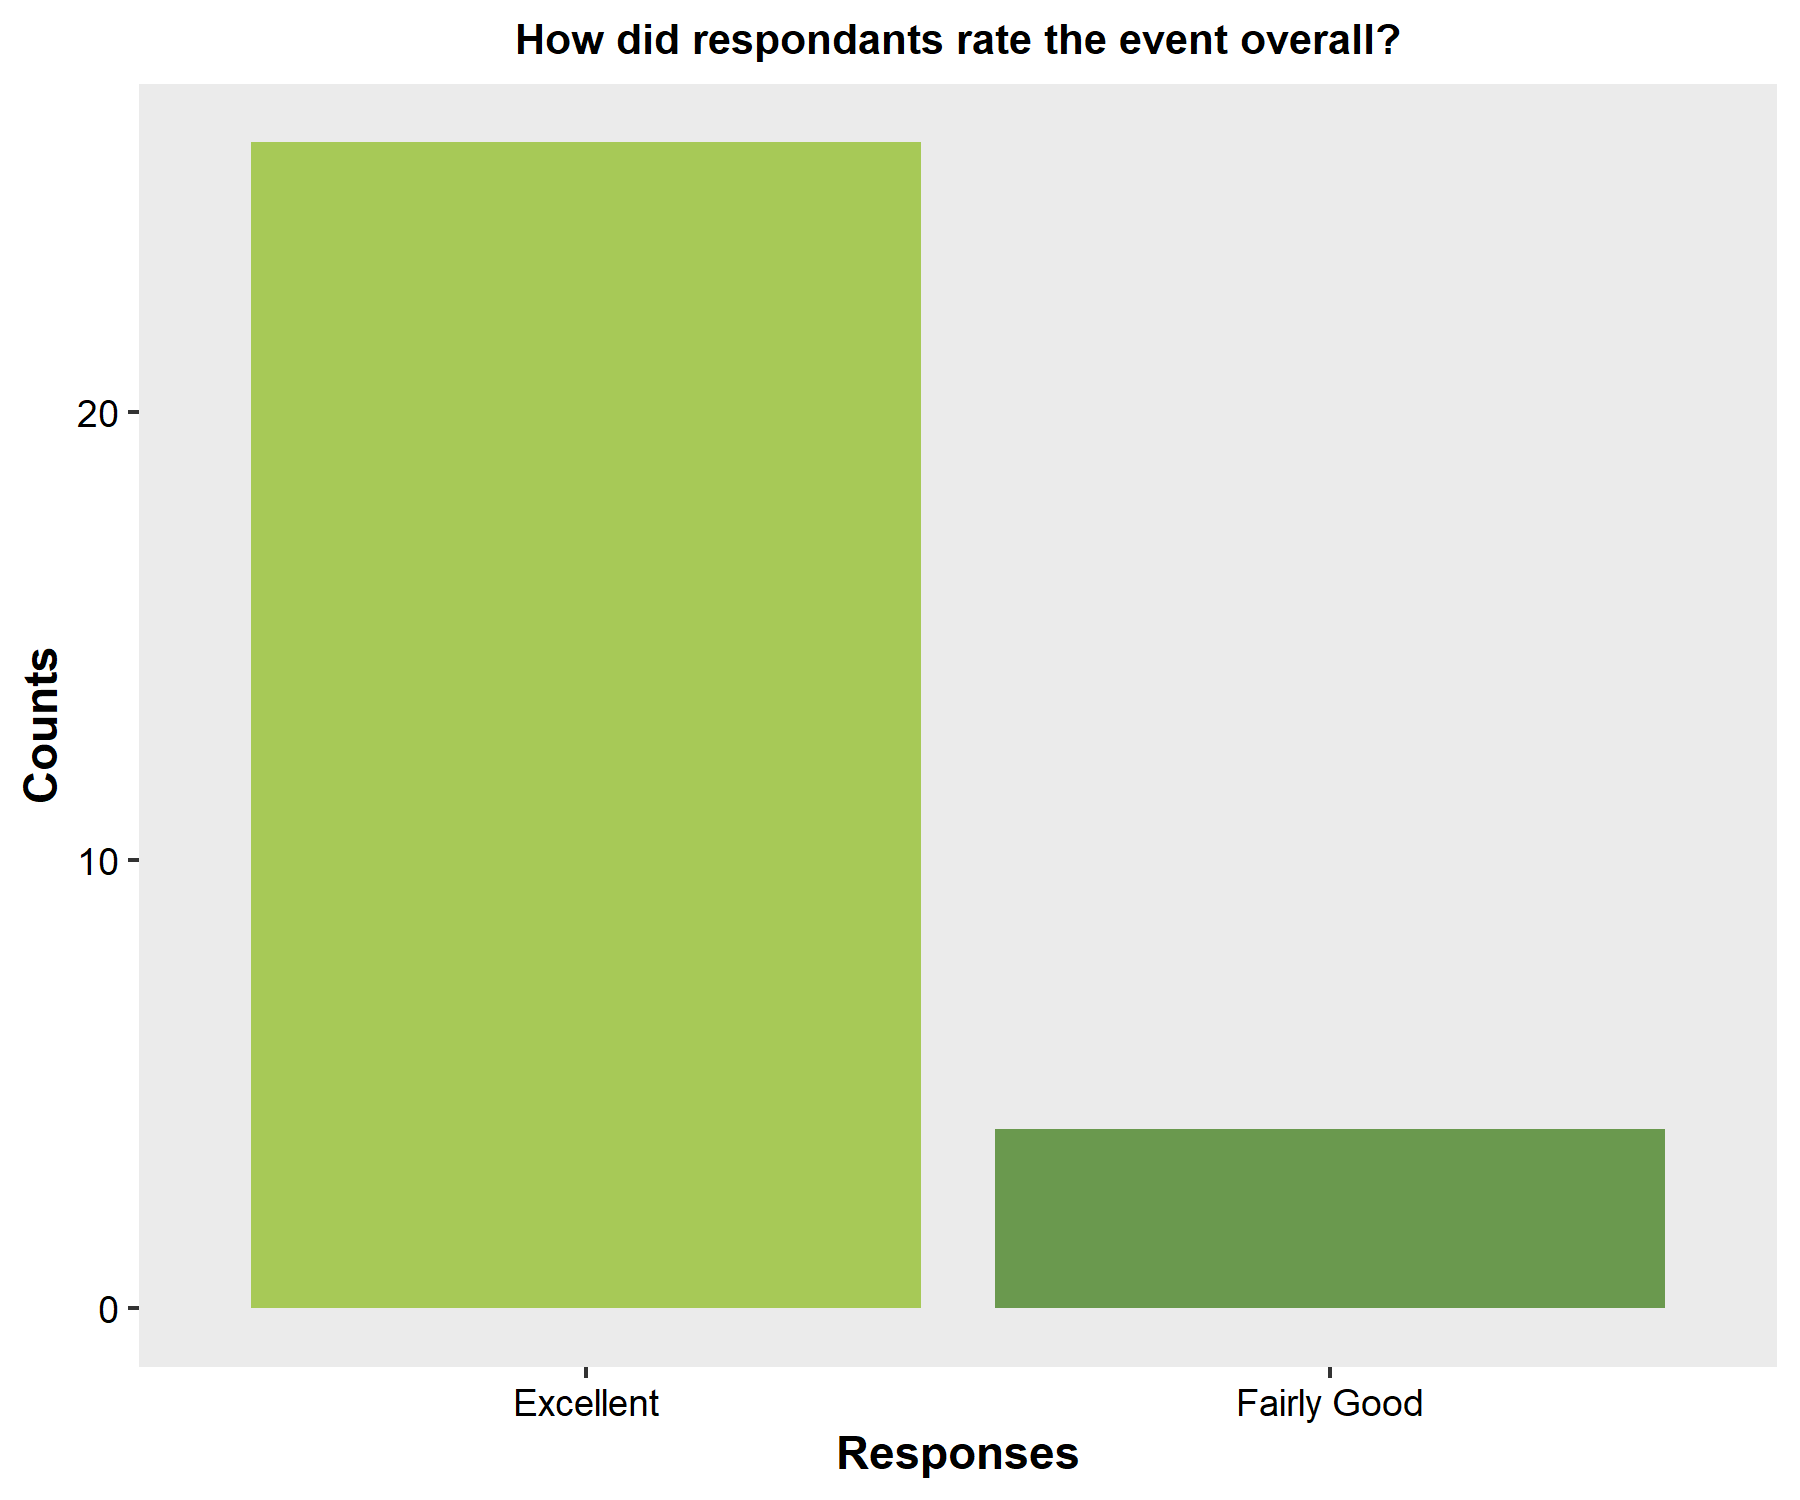 How did respondants rate the event overall?
Counts
20
10
0
Excellent
Fairly Good
Responses